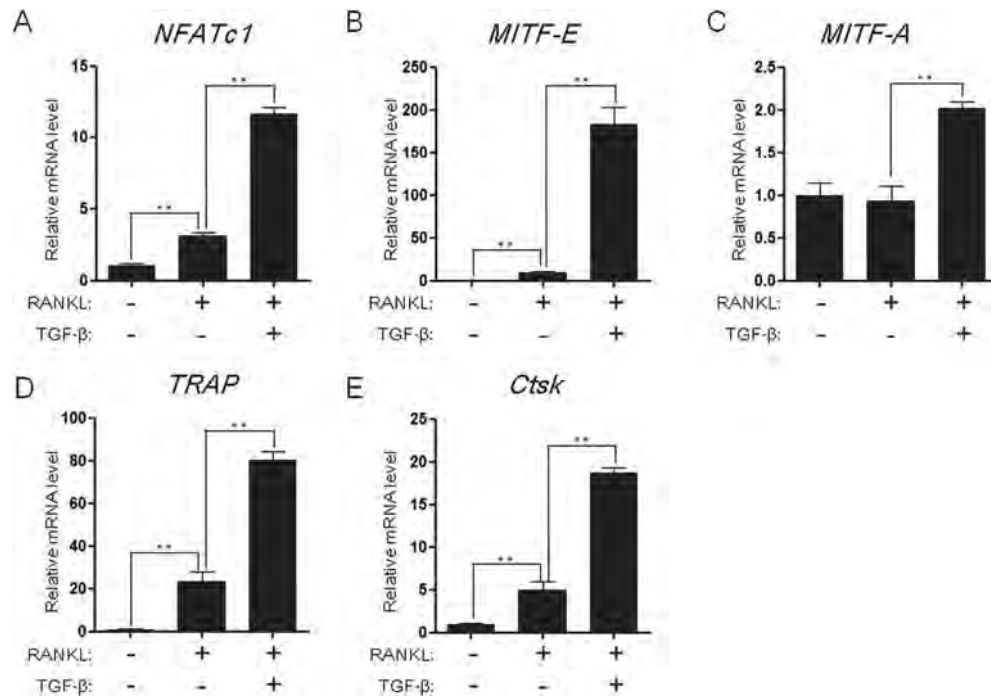 A
NFATc1
Relative mRNA level
15
10
5
0
**
**
RANKL: - + +
TGF-β: - - +
B
MITF-E
Relative mRNA level
250
200
150
100
50
0
**
**
RANKL: - + +
TGF-β: - - +
C
MITF-A
Relative mRNA level
2.5
2.0
1.5
1.0
0.5
0.0
**
RANKL: - + +
TGF-β: - - +
D
TRAP
Relative mRNA level
100
80
60
40
20
0
**
**
RANKL: - + +
TGF-β: - - +
E
Ctsk
Relative mRNA level
25
20
15
10
5
0
**
**
RANKL: - + +
TGF-β: - - +